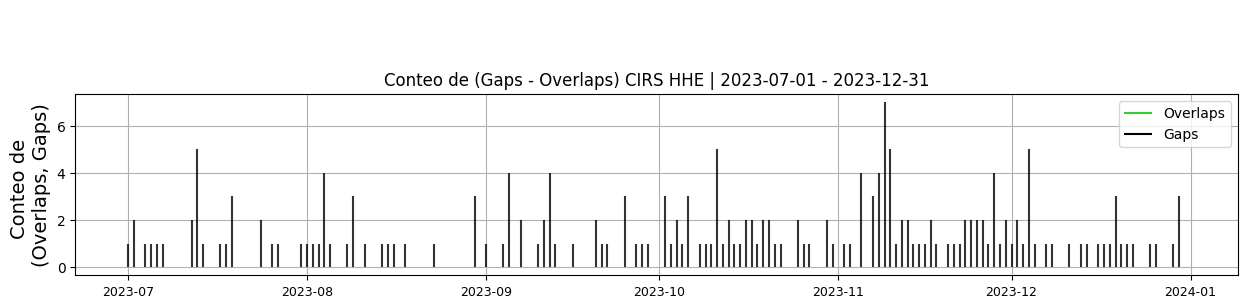 Conteo de (Gaps - Overlaps) CIRS HHE | 2023-07-01 - 2023-12-31
Conteo de
(Overlaps, Gaps)
6
4
2
0
Overlaps
Gaps
2023-07
2023-08
2023-09
2023-10
2023-11
2023-12
2024-01